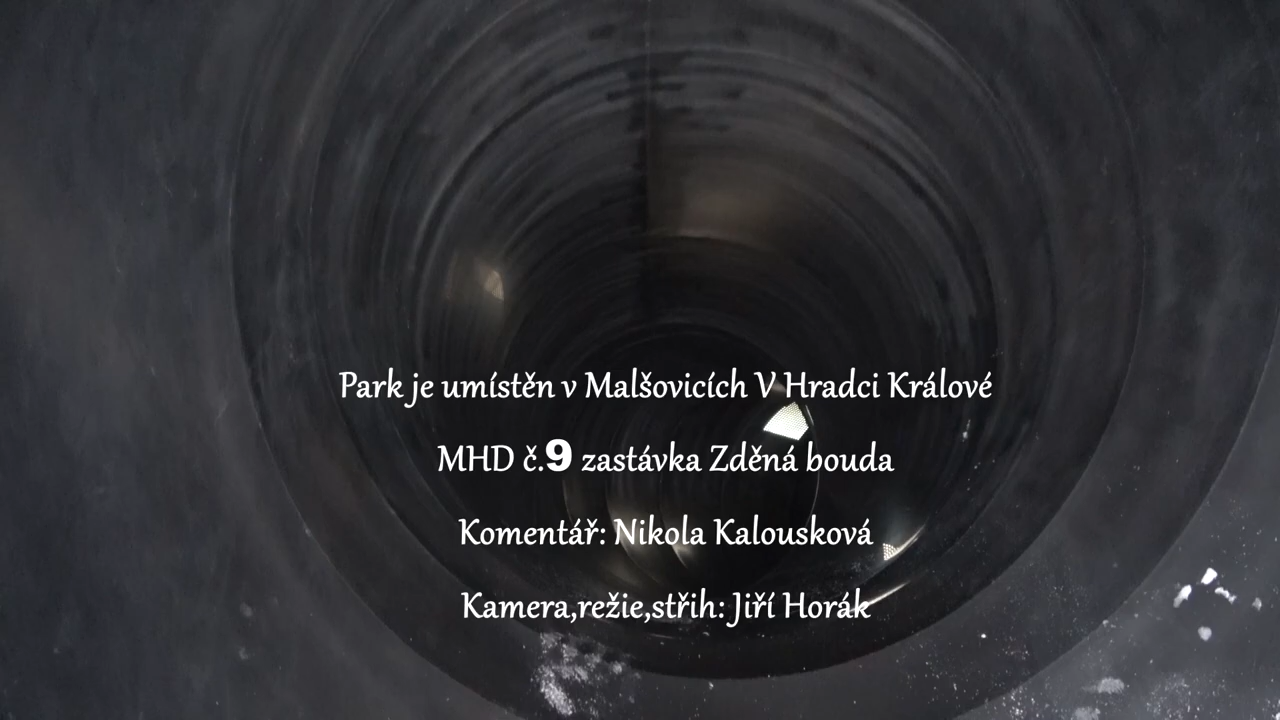 Park je umístěn v Malšovicích V Hradci Králové
MHD č.9 zastávka Zděná bouda
Komentář: Nikola Kalousková
Kamera,režie,střih: Jiří Horák